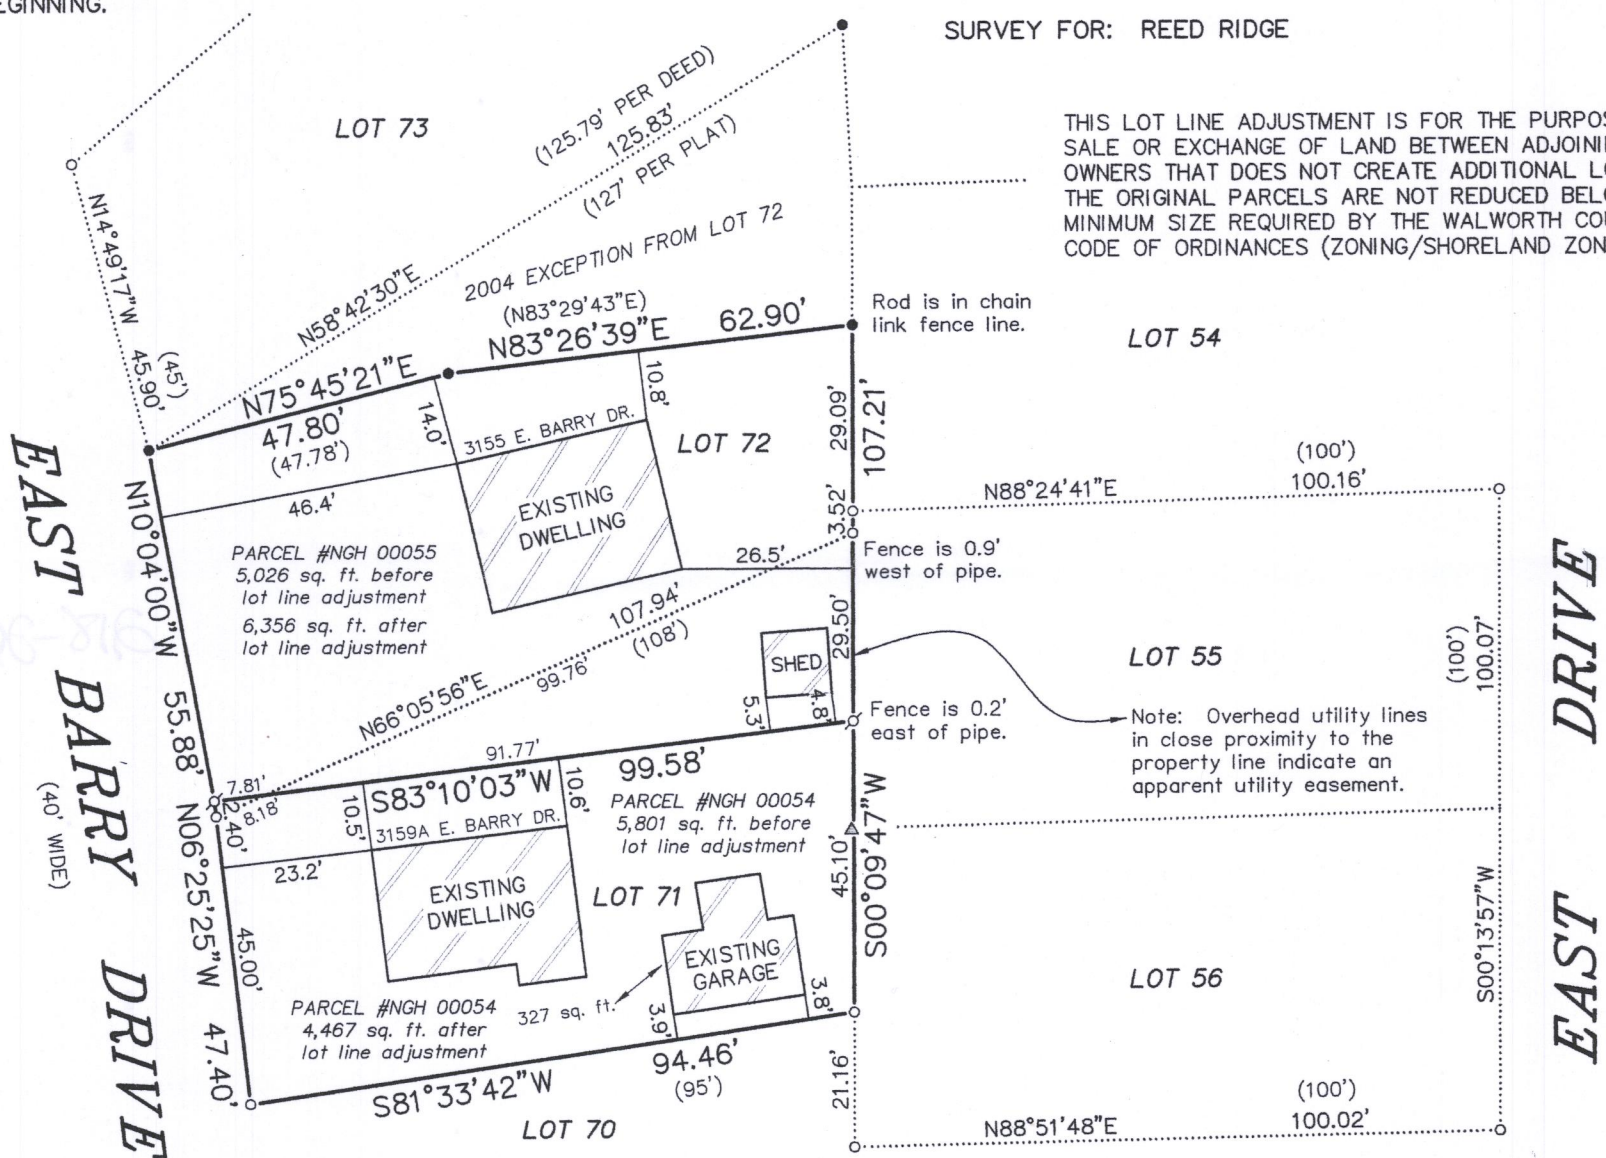 EGINNING.
SURVEY FOR: REED RIDGE
THIS LOT LINE ADJUSTMENT IS FOR THE PURPOS
SALE OR EXCHANGE OF LAND BETWEEN ADJOINI
OWNERS THAT DOES NOT CREATE ADDITIONAL L
THE ORIGINAL PARCELS ARE NOT REDUCED BEL
MINIMUM SIZE REQUIRED BY THE WALWORTH CO
CODE OF ORDINANCES (ZONING/SHORELAND ZON
LOT 73
(125.79' PER DEED)
125.83'
(127' PER PLAT)
N14°49'17"W 45.90'
(45')
N58°42'30"E
2004 EXCEPTION FROM LOT 72
(N83°29'43"E)
N83°26'39"E 62.90'
Rod is in chain
link fence line.
LOT 54
N75°45'21"E
47.80'
(47.78')
14.0'
10.8'
3155 E. BARRY DR.
LOT 72
29.09'
107.21'
(100')
N88°24'41"E 100.16'
46.4'
EXISTING
DWELLING
3.52'
N10°04'00"W 55.88'
PARCEL #NGH 00055
5,026 sq. ft. before
lot line adjustment
6,356 sq. ft. after
lot line adjustment
26.5'
Fence is 0.9'
west of pipe.
107.94'
(108')
N66°05'56"E 99.76'
29.50'
SHED
5.3'
4.8'
LOT 55
(100')
100.07'
Fence is 0.2'
east of pipe.
Note: Overhead utility lines
in close proximity to the
property line indicate an
apparent utility easement.
7.81'
91.77'
S83°10'03"W 99.58'
2.40'
8.18'
10.5'
10.6'
3159A E. BARRY DR.
PARCEL #NGH 00054
5,801 sq. ft. before
lot line adjustment
23.2'
EXISTING
DWELLING
LOT 71
45.10'
S00°09'47"W
N06°25'25"W 47.40'
45.00'
EXISTING
GARAGE
327 sq. ft.
3.9'
3.8'
PARCEL #NGH 00054
4,467 sq. ft. after
lot line adjustment
LOT 56
S00°13'57"W
S81°33'42"W 94.46'
(95')
LOT 70
21.16'
(100')
N88°51'48"E 100.02'
EAST BARRY DRIVE
(40' WIDE)
EAST DRIVE